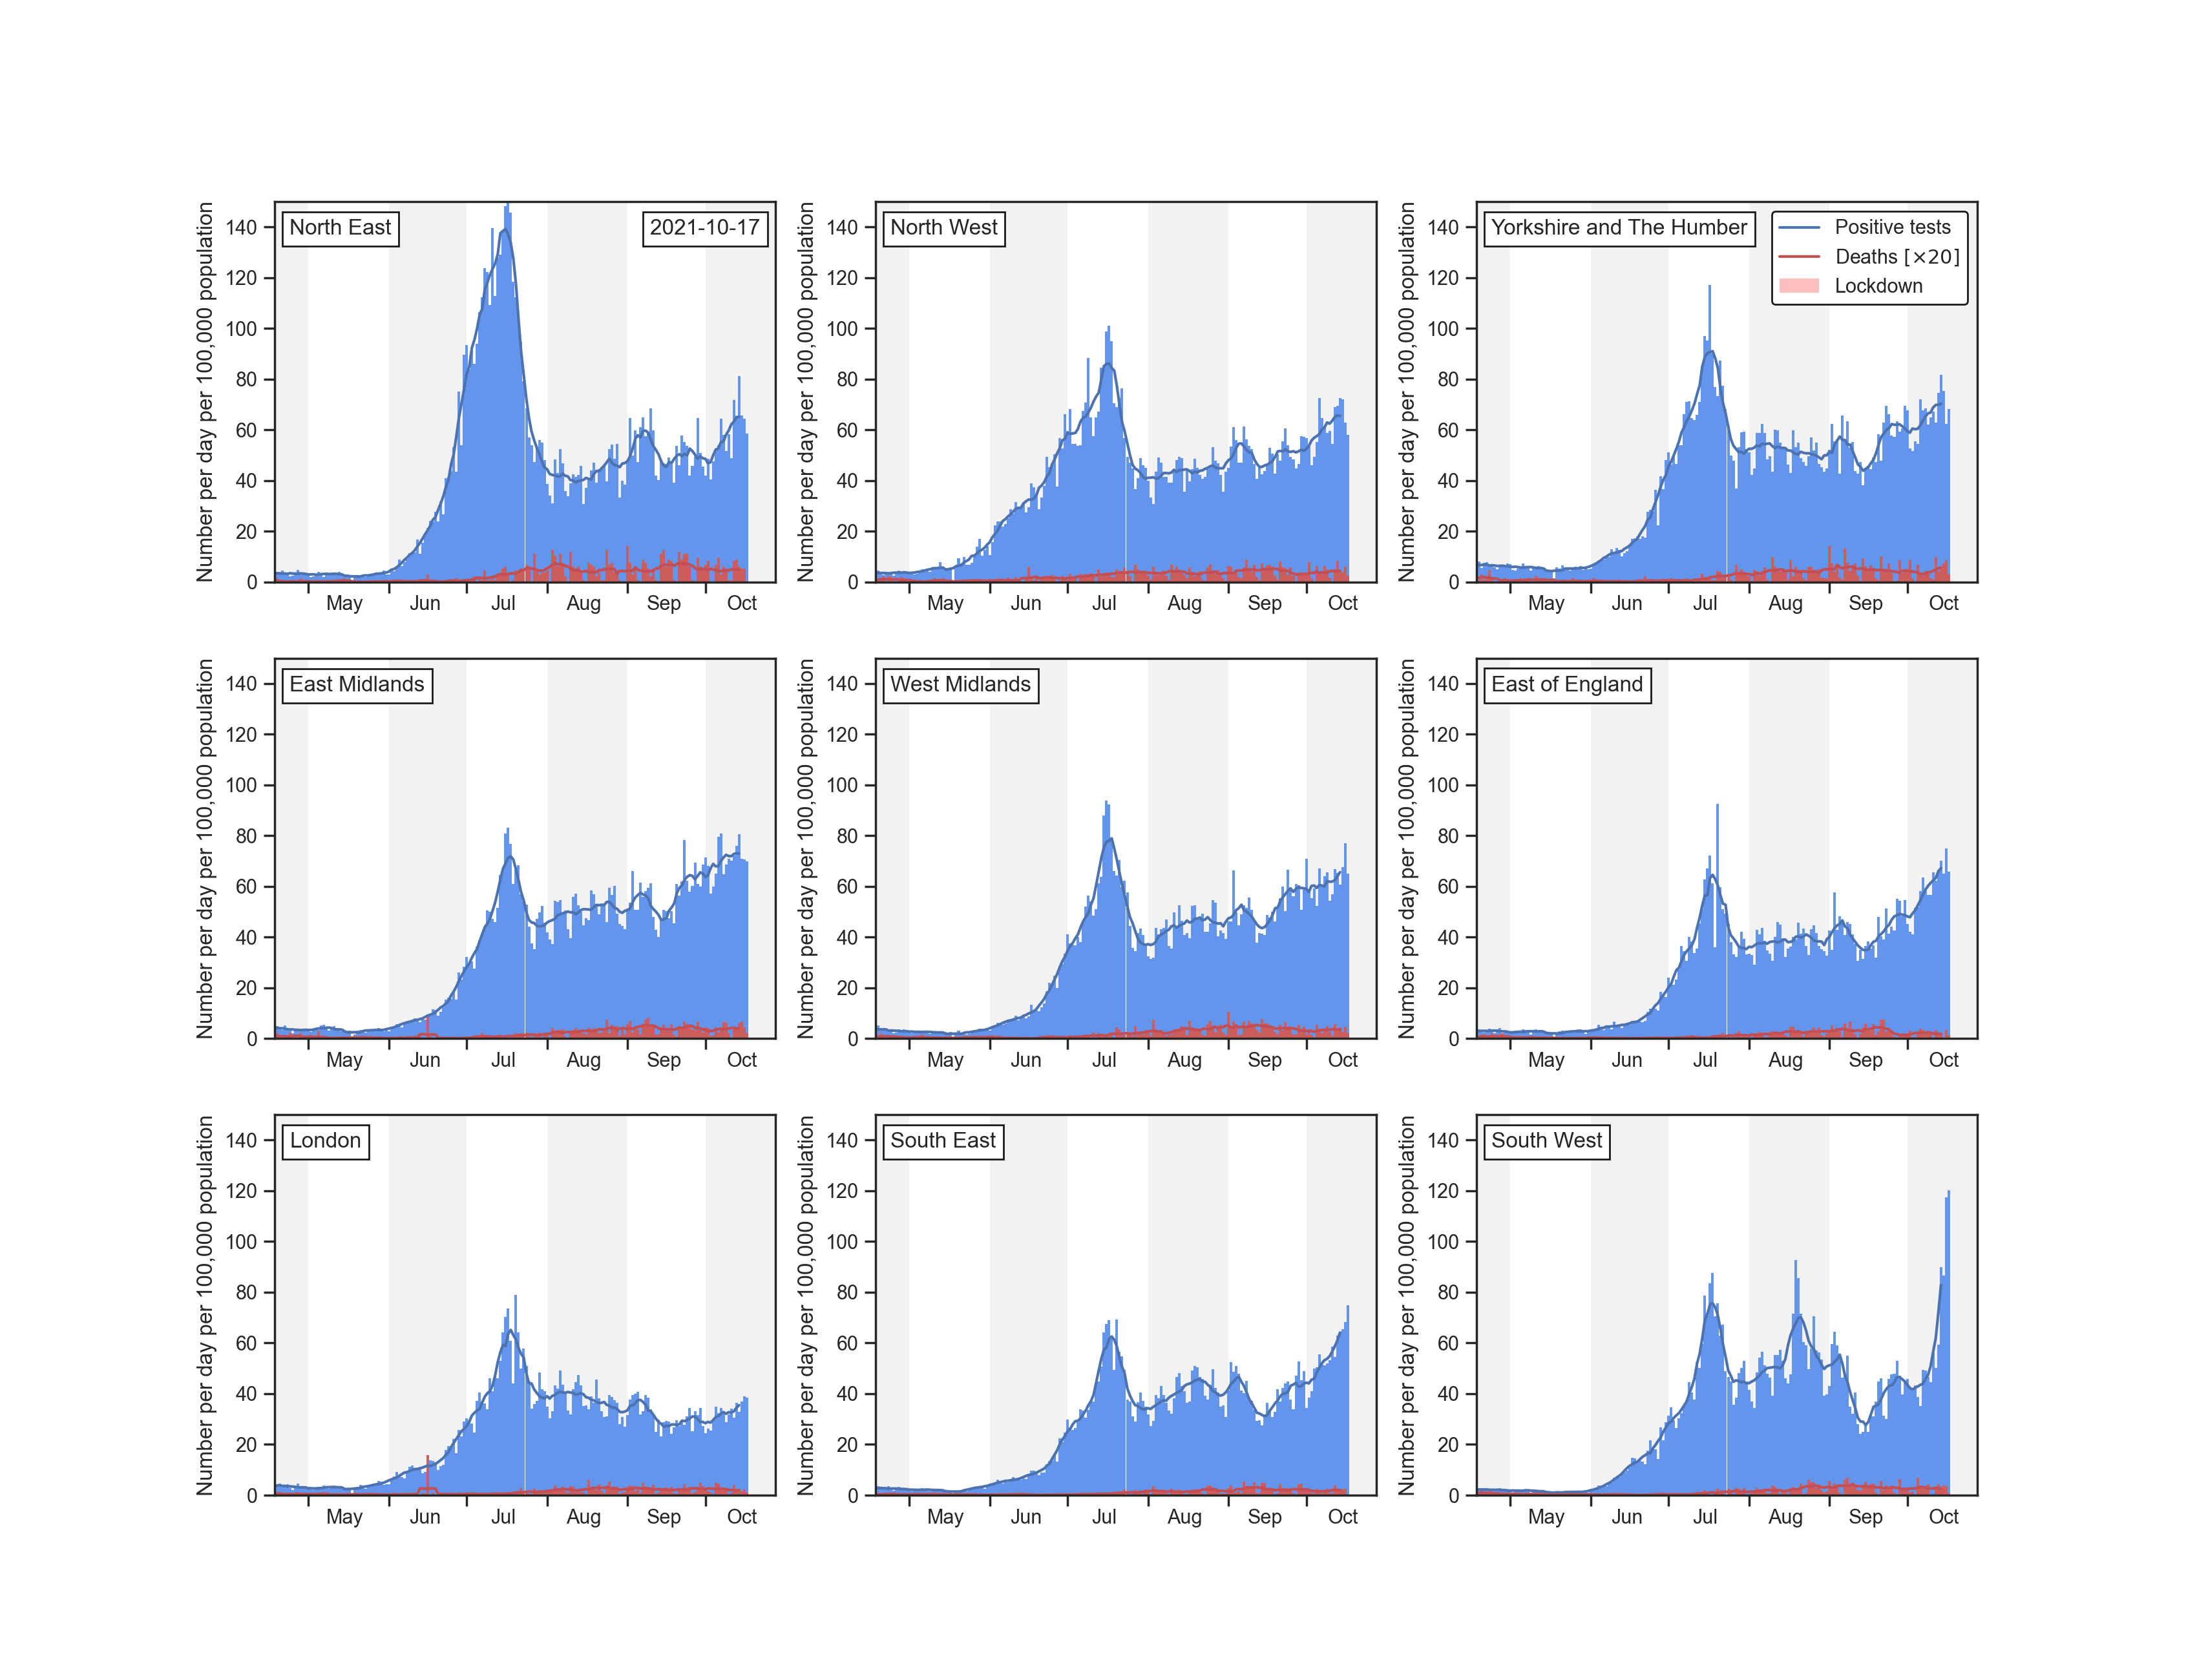 North East
2021-10-17
Number per day per 100,000 population
140
120
100
80
60
40
20
0
May Jun Jul Aug Sep Oct
North West
Number per day per 100,000 population
140
120
100
80
60
40
20
0
May Jun Jul Aug Sep Oct
Yorkshire and The Humber
Positive tests
Deaths [×20]
Lockdown
Number per day per 100,000 population
140
120
100
80
60
40
20
0
May Jun Jul Aug Sep Oct
East Midlands
Number per day per 100,000 population
140
120
100
80
60
40
20
0
May Jun Jul Aug Sep Oct
West Midlands
Number per day per 100,000 population
140
120
100
80
60
40
20
0
May Jun Jul Aug Sep Oct
East of England
Number per day per 100,000 population
140
120
100
80
60
40
20
0
May Jun Jul Aug Sep Oct
London
Number per day per 100,000 population
140
120
100
80
60
40
20
0
May Jun Jul Aug Sep Oct
South East
Number per day per 100,000 population
140
120
100
80
60
40
20
0
May Jun Jul Aug Sep Oct
South West
Number per day per 100,000 population
140
120
100
80
60
40
20
0
May Jun Jul Aug Sep Oct